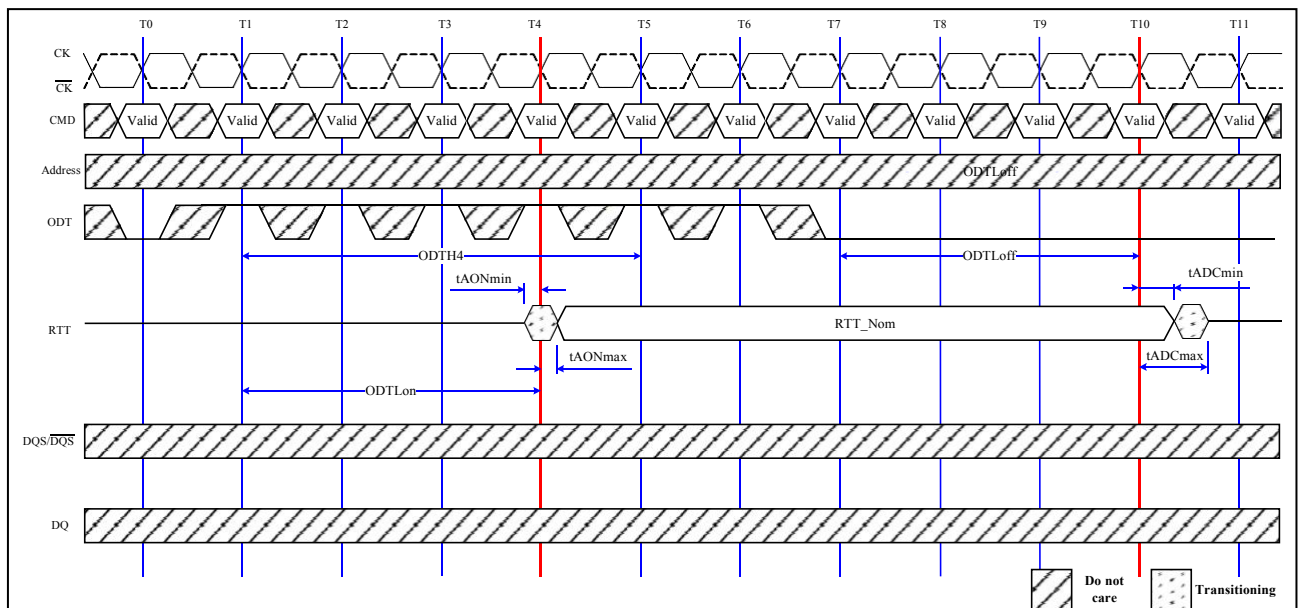 T0 T1 T2 T3 T4 T5 T6 T7 T8 T9 T10 T11
CK
CK
CMD Valid Valid Valid Valid Valid Valid Valid Valid Valid Valid Valid Valid
Address ODTLoff
ODT
ODTH4 ODTLoff
tAONmin tADCmin
RTT RTT_Nom
tAONmax tADCmax
ODTLon
DQS/DQS
DQ
Do not care
Transitioning